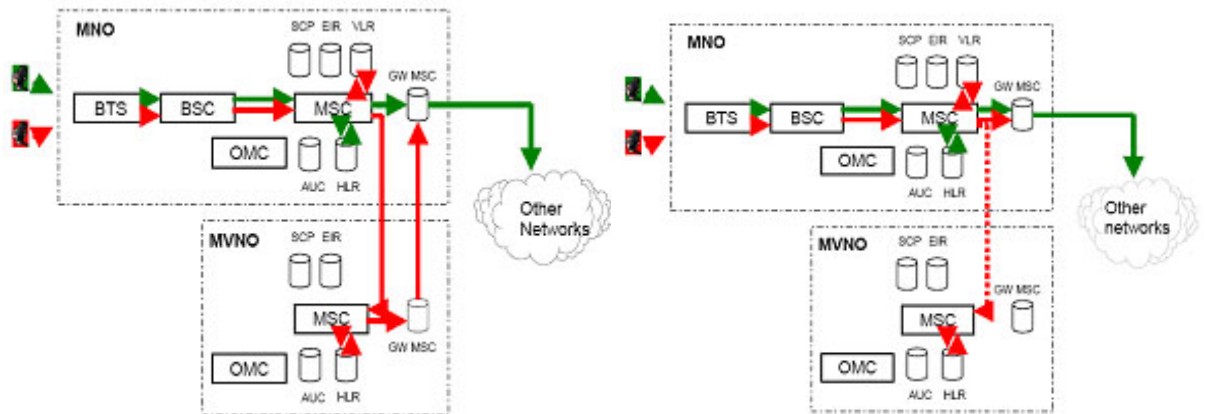 MNO
SCP EIR VLR
GW MSC
BTS
BSC
MSC
OMC
AUC HLR
Other
Networks
MVNO
SCP EIR
MSC
GW MSC
OMC
AUC HLR
MNO
SCP EIR VLR
GW MSC
BTS
BSC
MSC
OMC
AUC HLR
Other
networks
MVNO
SCP EIR
GW MSC
MSC
OMC
AUC HLR